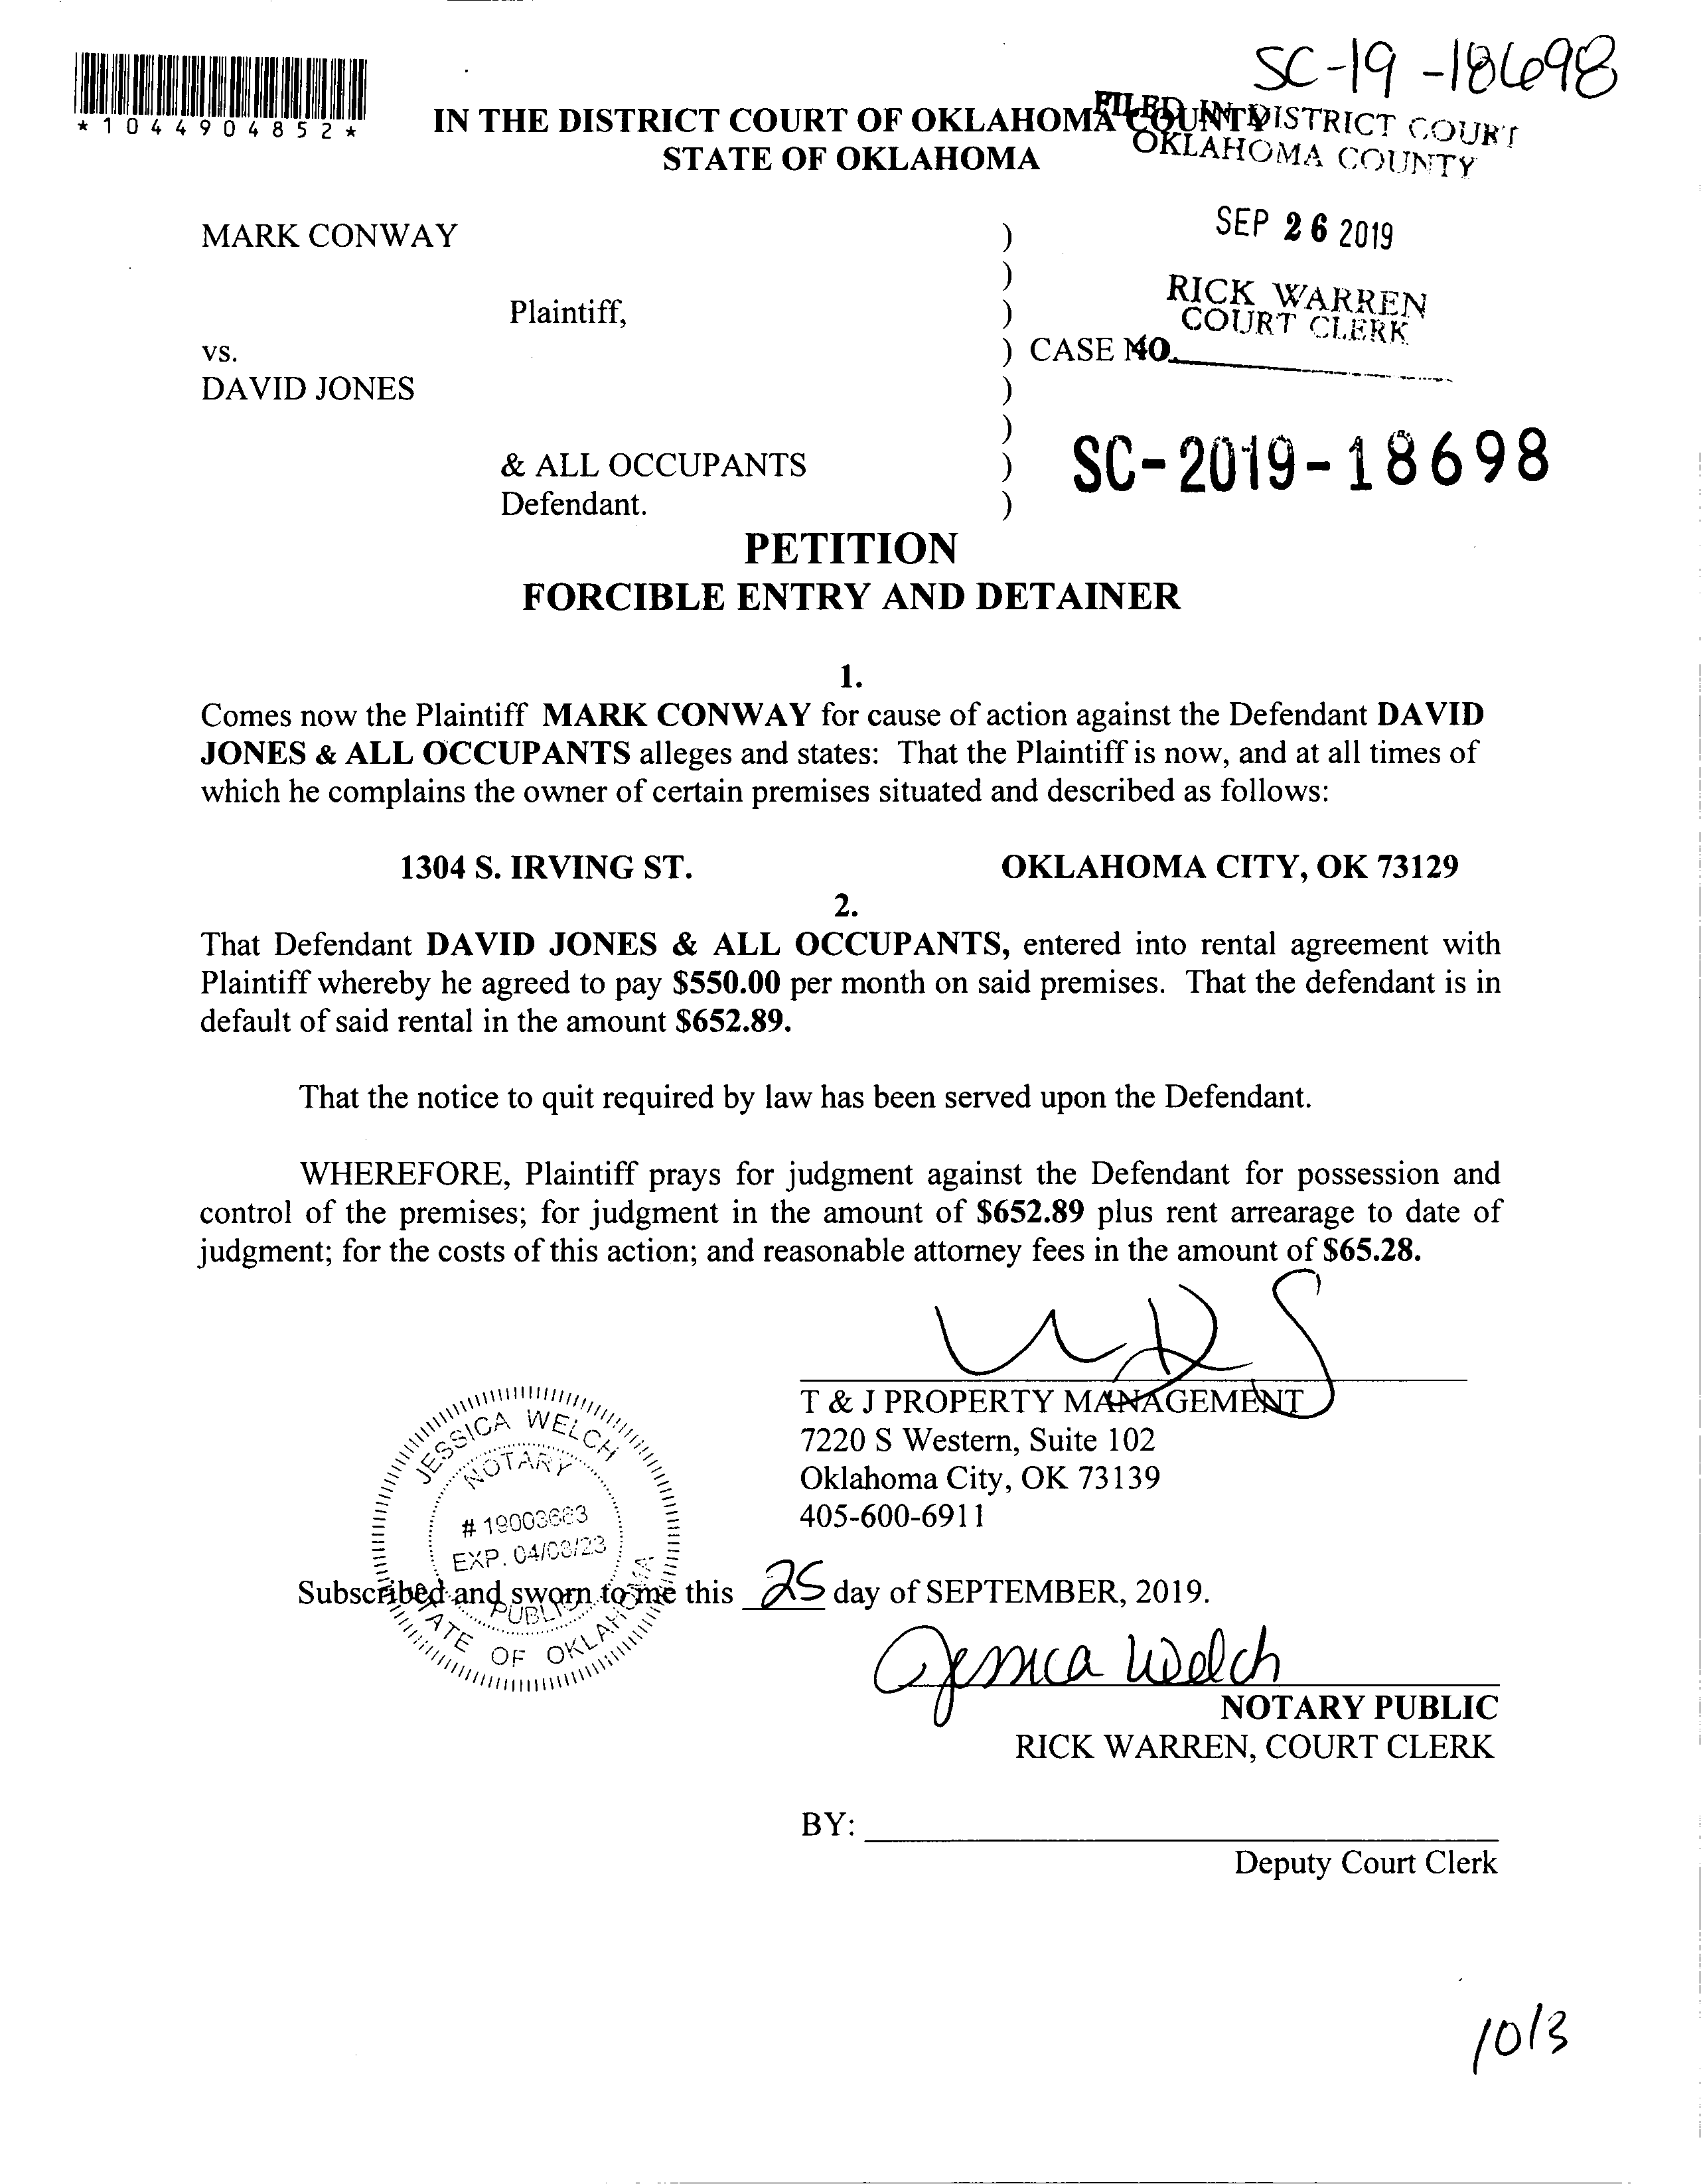 SC-19-18698
*1044904852*
IN THE DISTRICT COURT OF OKLAHOMA COUNTY
STATE OF OKLAHOMA
FILED IN DISTRICT COURT
OKLAHOMA COUNTY
SEP 26 2019
RICK WARREN
COURT CLERK
MARK CONWAY )
)
Plaintiff, )
vs. ) CASE NO.
DAVID JONES )
)
& ALL OCCUPANTS )
Defendant. )
SC-2019-18698
PETITION
FORCIBLE ENTRY AND DETAINER
1.
Comes now the Plaintiff MARK CONWAY for cause of action against the Defendant DAVID
JONES & ALL OCCUPANTS alleges and states: That the Plaintiff is now, and at all times of
which he complains the owner of certain premises situated and described as follows:
1304 S. IRVING ST. OKLAHOMA CITY, OK 73129
2.
That Defendant DAVID JONES & ALL OCCUPANTS, entered into rental agreement with
Plaintiff whereby he agreed to pay $550.00 per month on said premises. That the defendant is in
default of said rental in the amount $652.89.
That the notice to quit required by law has been served upon the Defendant.
WHEREFORE, Plaintiff prays for judgment against the Defendant for possession and
control of the premises; for judgment in the amount of $652.89 plus rent arrearage to date of
judgment; for the costs of this action; and reasonable attorney fees in the amount of $65.28.
T & J PROPERTY MANAGEMENT
7220 S Western, Suite 102
Oklahoma City, OK 73139
405-600-6911
JESSICA WELCH
NOTARY
EXP.
PUBLIC
STATE OF OKLAHOMA
Subscribed and sworn to me this 25 day of SEPTEMBER, 2019.
Jessica Welch
NOTARY PUBLIC
RICK WARREN, COURT CLERK
BY:
Deputy Court Clerk
10/3